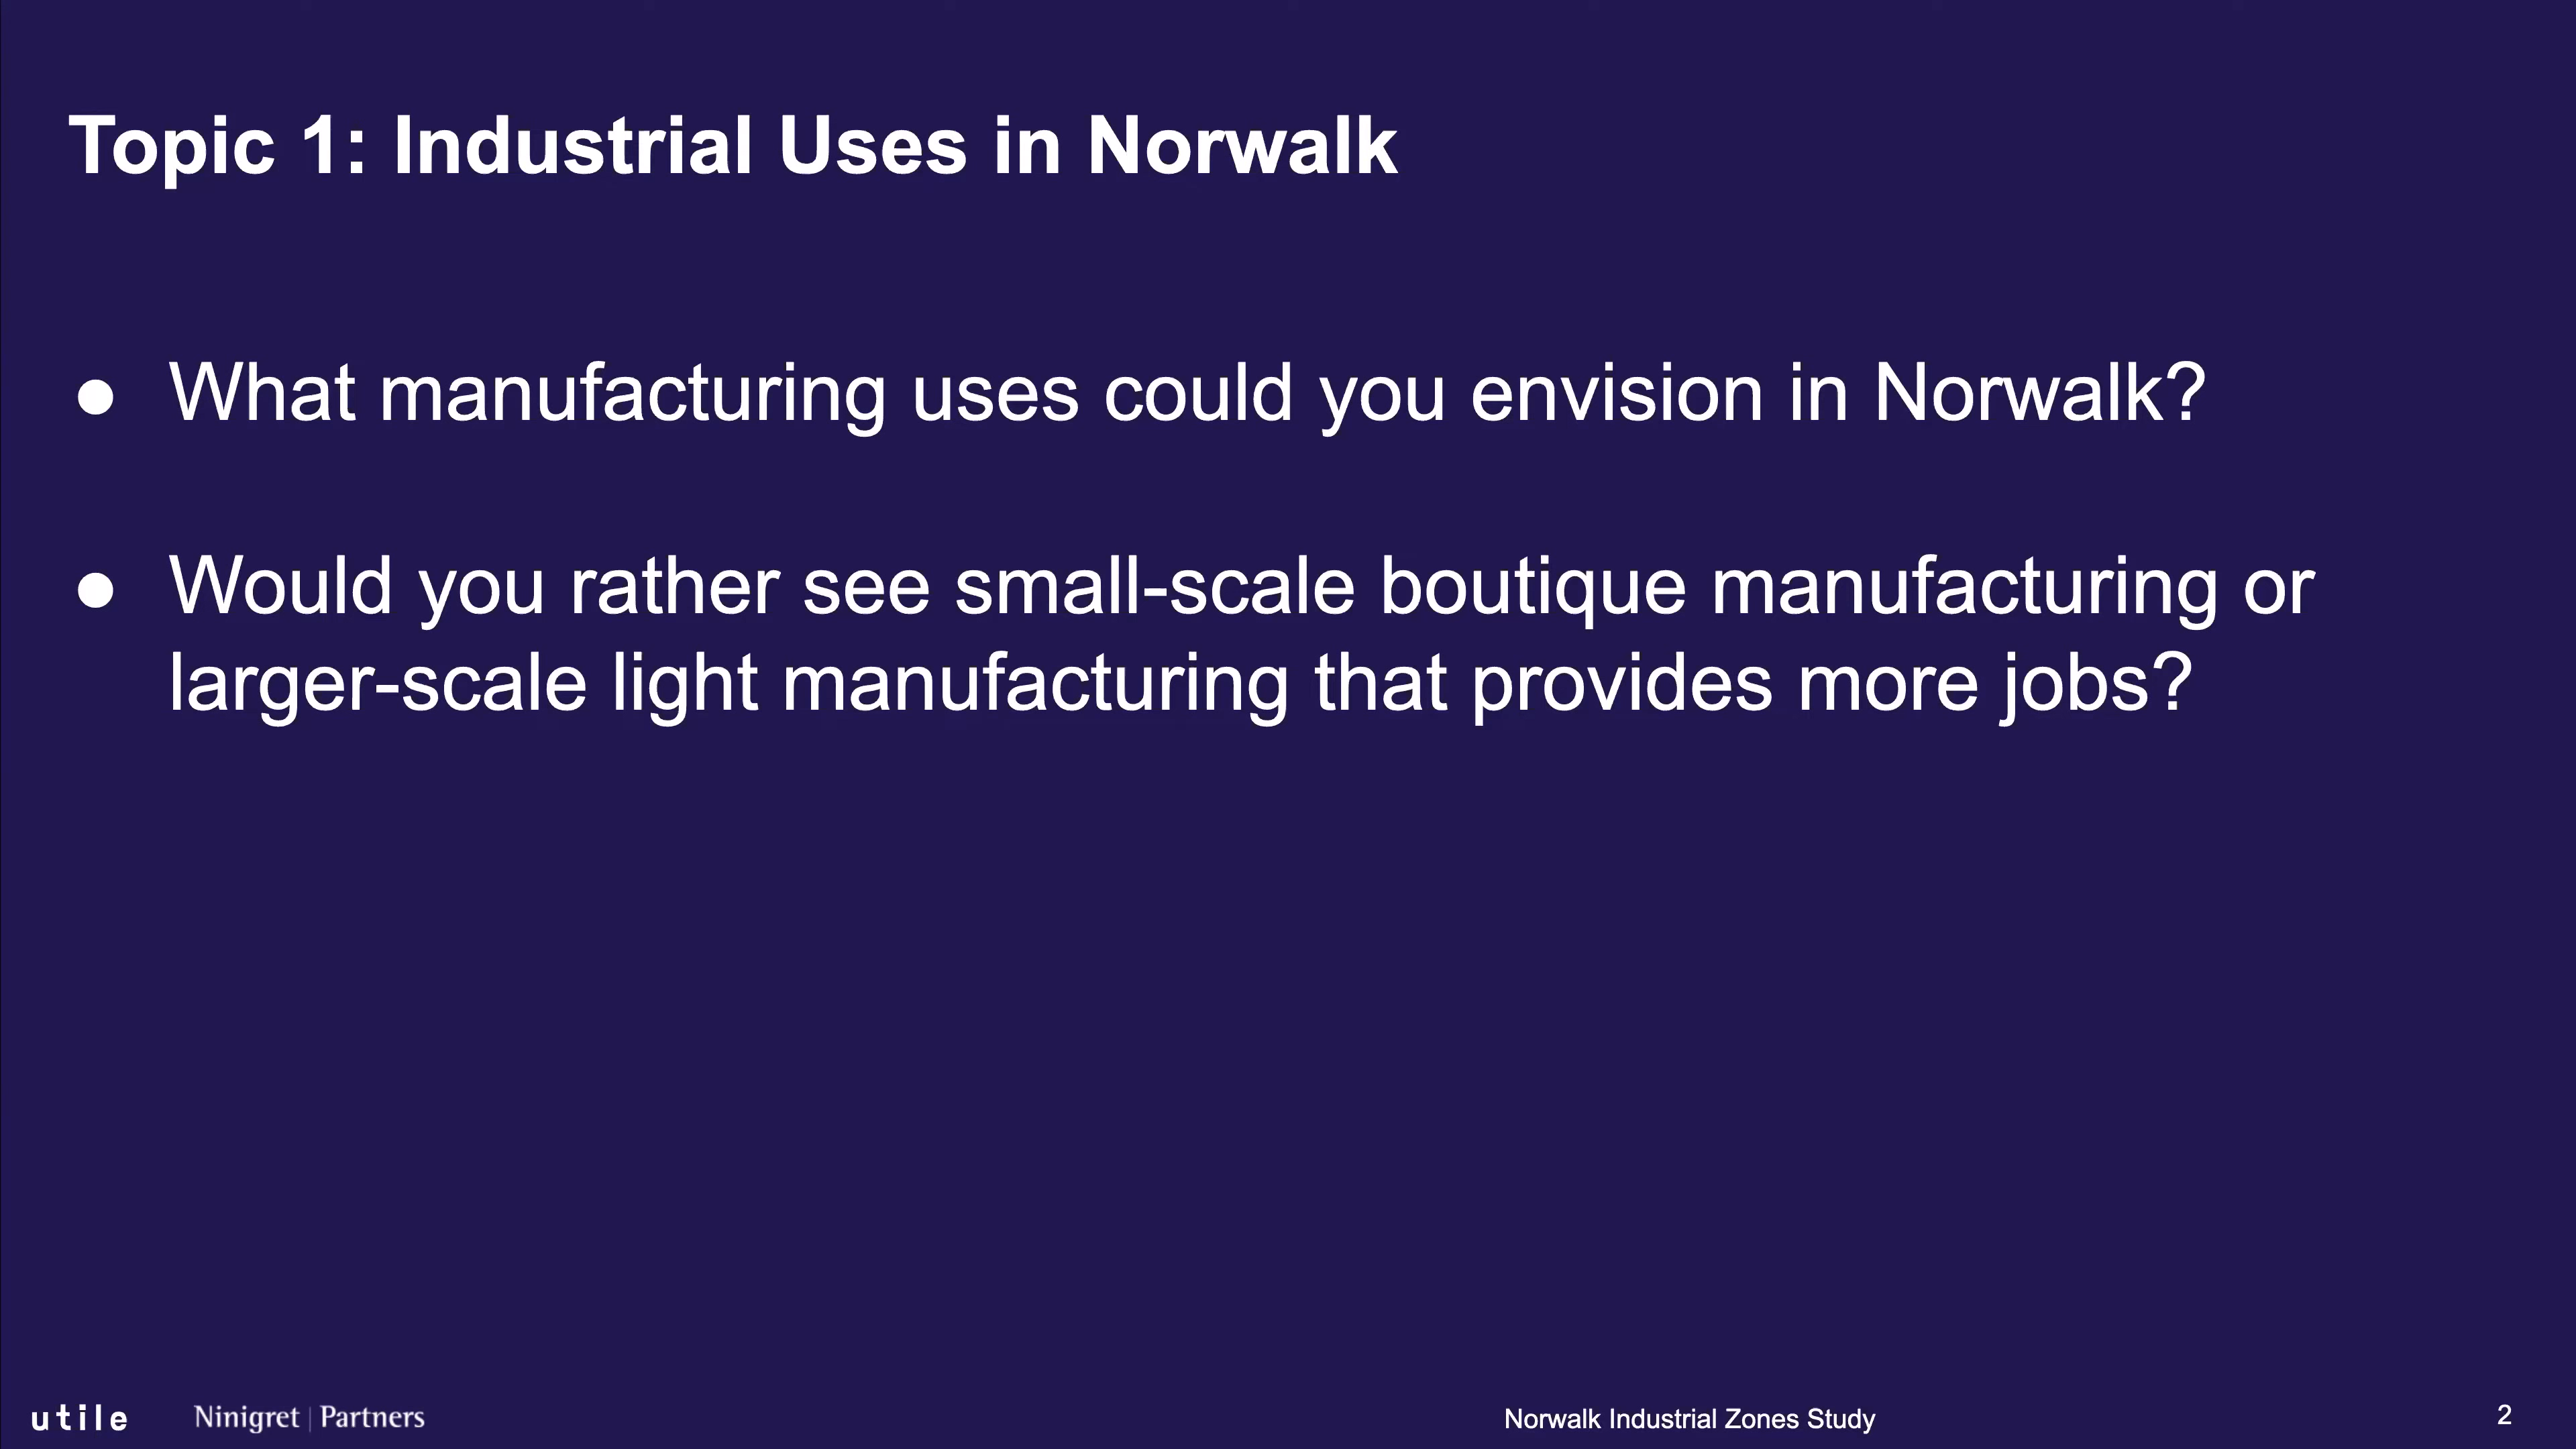 Topic 1: Industrial Uses in Norwalk
● What manufacturing uses could you envision in Norwalk?
● Would you rather see small-scale boutique manufacturing or
larger-scale light manufacturing that provides more jobs?
utile Ninigret | Partners Norwalk Industrial Zones Study 2